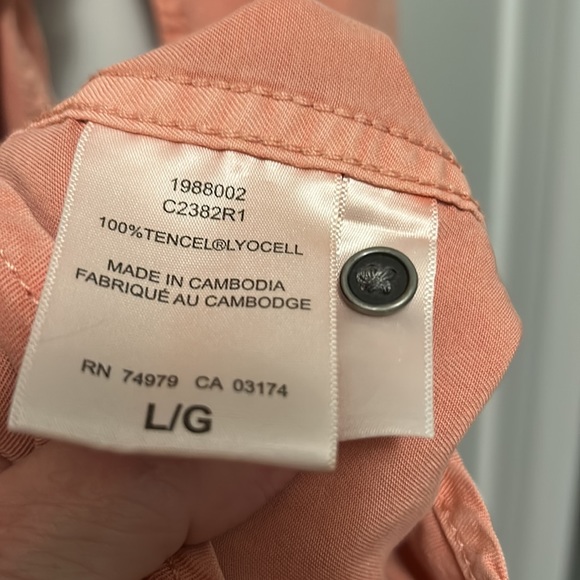 1988002
C2382R1
100%TENCEL®LYOCELL
MADE IN CAMBODIA
FABRIQUÉ AU CAMBODGE
RN 74979 CA 03174
L/G